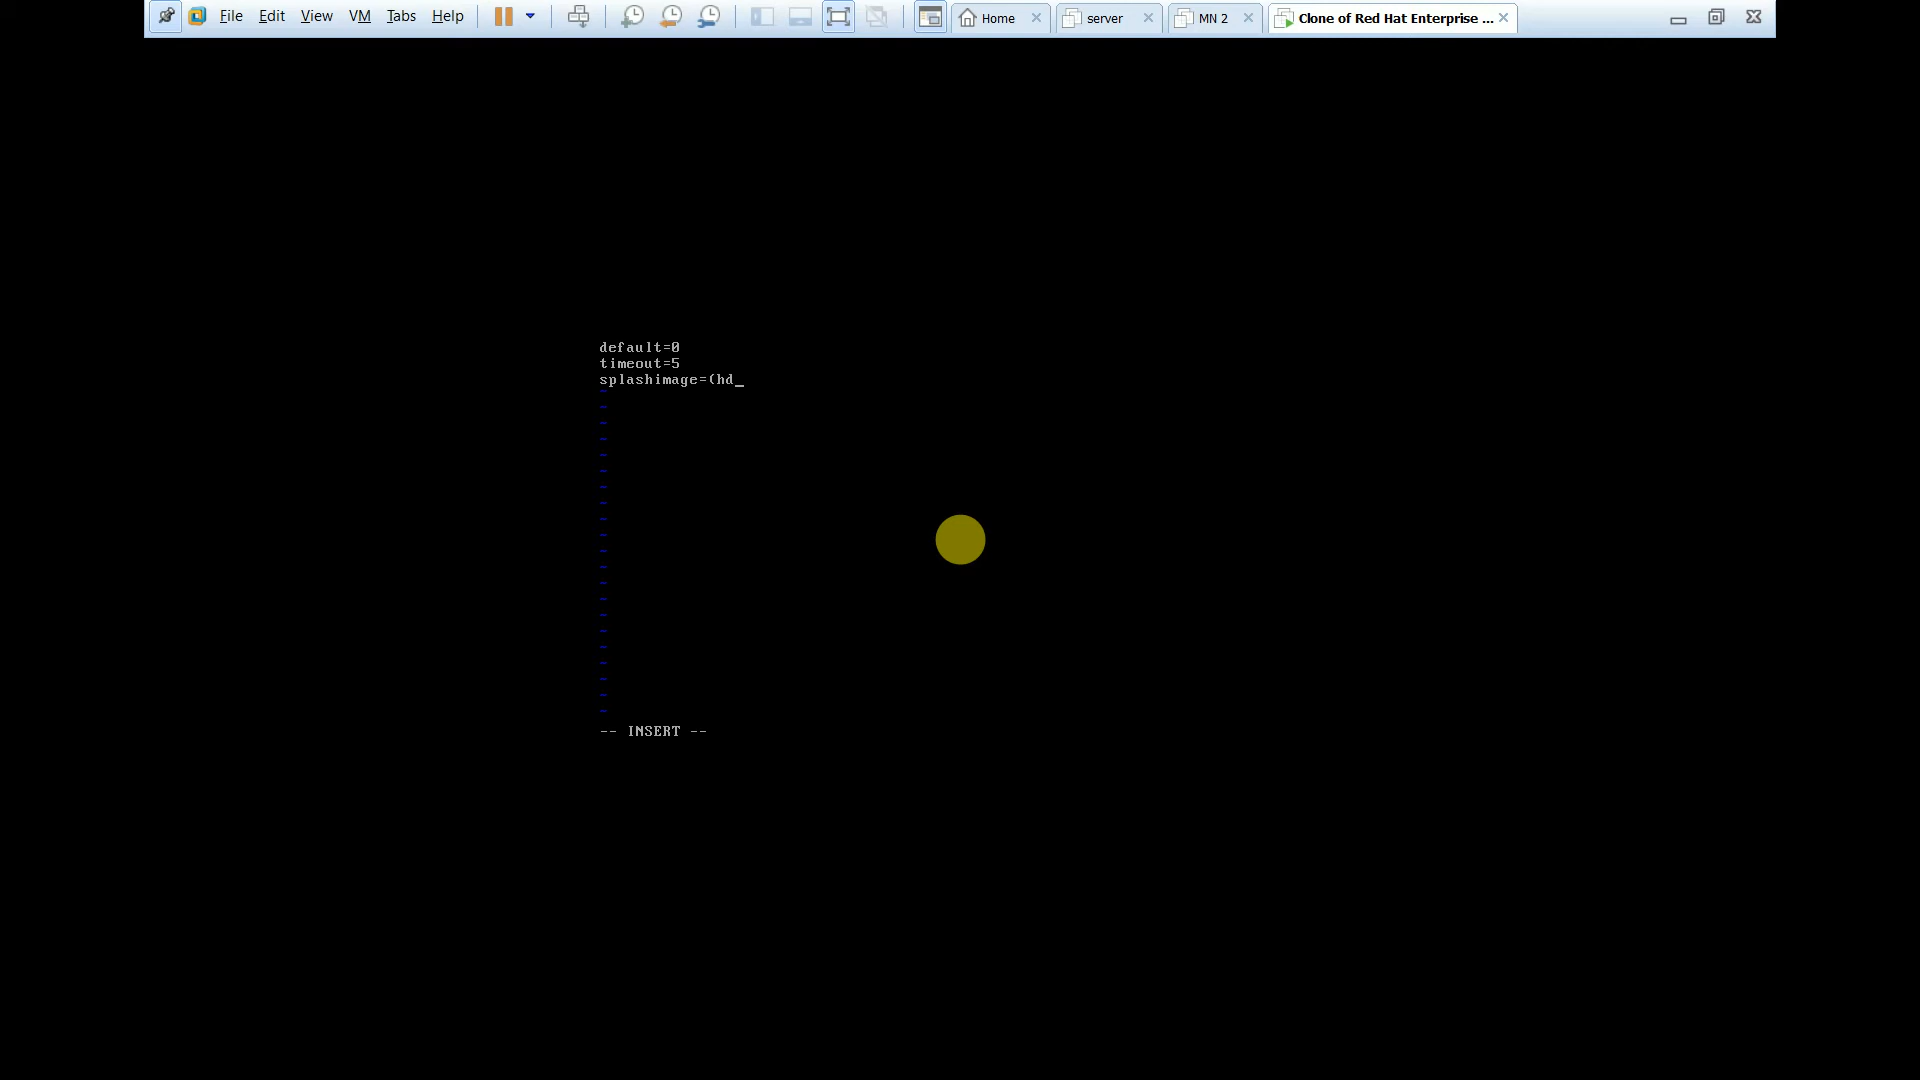 File Edit View VM Tabs Help Home server MN 2 Clone of Red Hat Enterprise ...
default=0
timeout=5
splashimage=(hd_
-- INSERT --